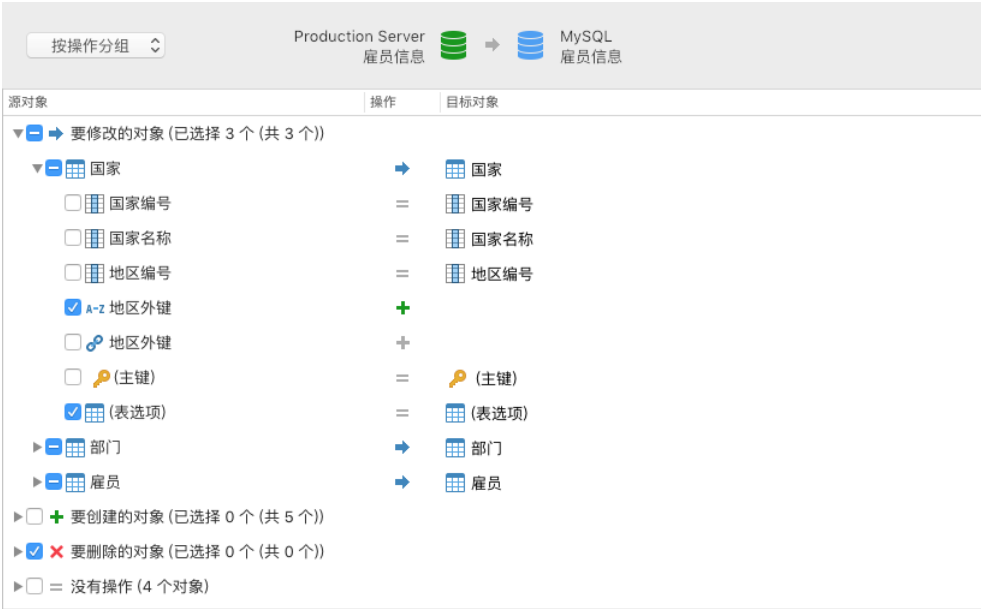 按操作分组
Production Server
雇员信息
MySQL
雇员信息
源对象 操作 目标对象
要修改的对象 (已选择 3 个 (共 3 个))
国家 国家
国家编号 = 国家编号
国家名称 = 国家名称
地区编号 = 地区编号
A-Z 地区外键 +
地区外键 +
(主键) = (主键)
(表选项) = (表选项)
部门 部门
雇员 雇员
+ 要创建的对象 (已选择 0 个 (共 5 个))
要删除的对象 (已选择 0 个 (共 0 个))
= 没有操作 (4 个对象)